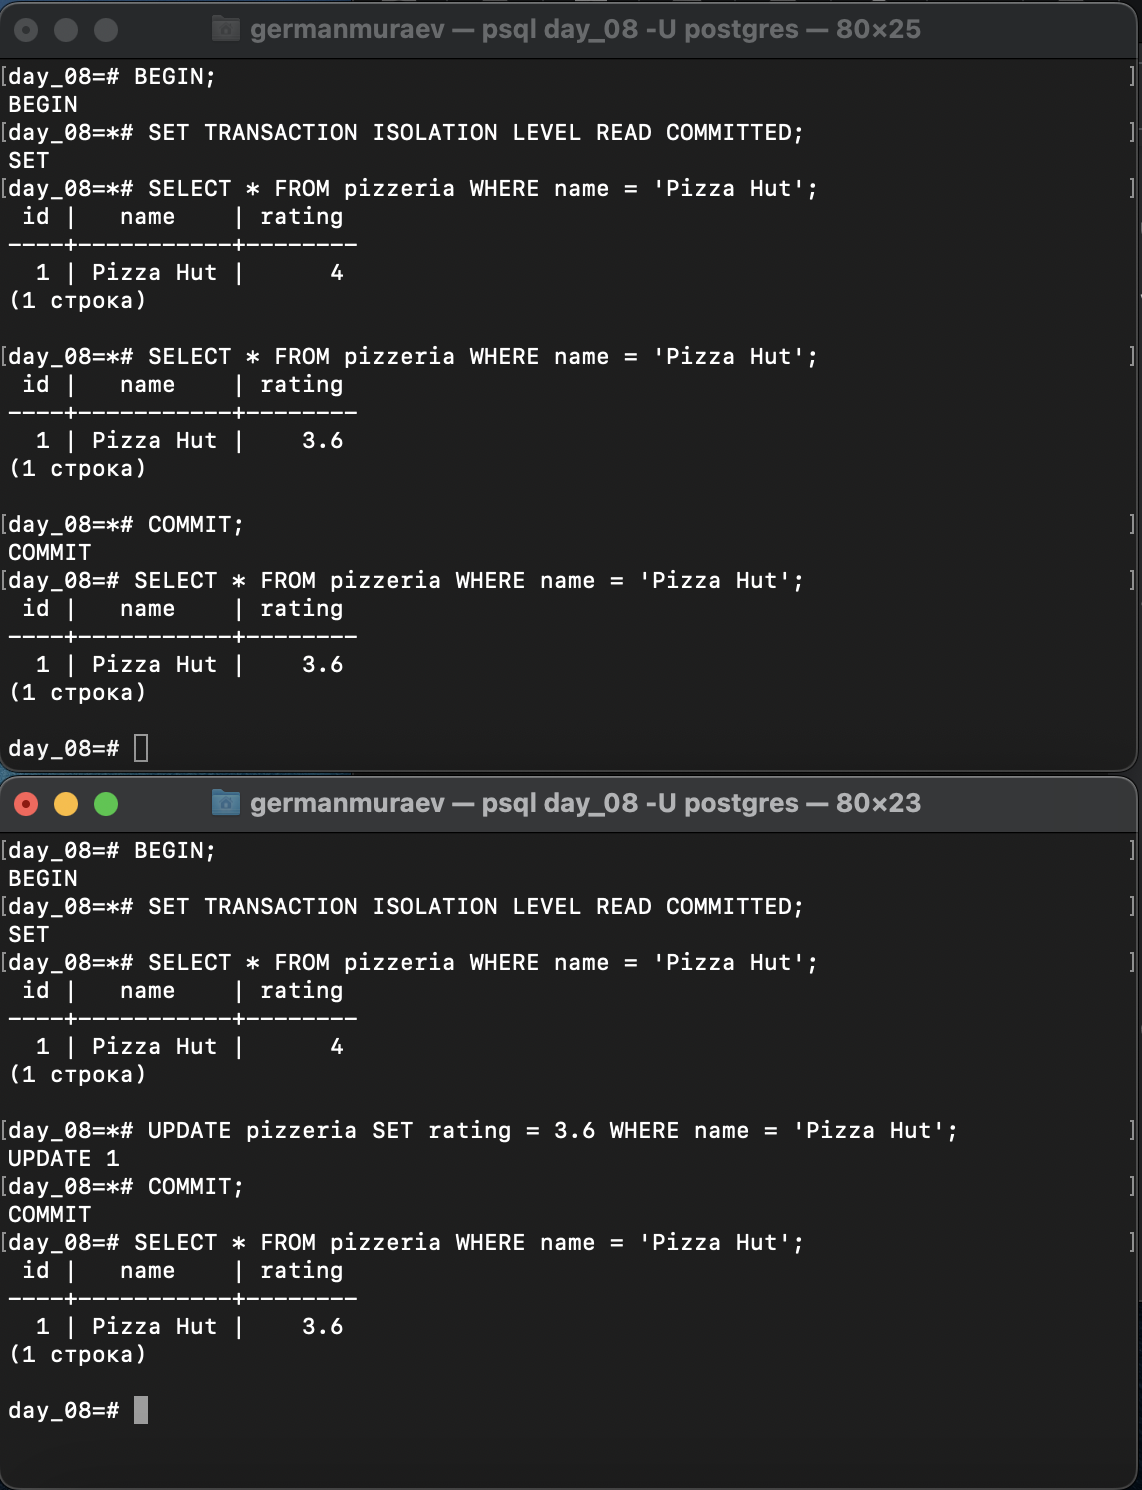 germanmuraev — psql day_08 -U postgres — 80×25
[day_08=# BEGIN; ]
BEGIN
[day_08=*# SET TRANSACTION ISOLATION LEVEL READ COMMITTED; ]
SET
[day_08=*# SELECT * FROM pizzeria WHERE name = 'Pizza Hut'; ]
 id |   name    | rating
----+-----------+--------
  1 | Pizza Hut |      4
(1 строка)
[day_08=*# SELECT * FROM pizzeria WHERE name = 'Pizza Hut'; ]
 id |   name    | rating
----+-----------+--------
  1 | Pizza Hut |    3.6
(1 строка)
[day_08=*# COMMIT; ]
COMMIT
[day_08=# SELECT * FROM pizzeria WHERE name = 'Pizza Hut'; ]
 id |   name    | rating
----+-----------+--------
  1 | Pizza Hut |    3.6
(1 строка)
day_08=#
germanmuraev — psql day_08 -U postgres — 80×23
[day_08=# BEGIN; ]
BEGIN
[day_08=*# SET TRANSACTION ISOLATION LEVEL READ COMMITTED; ]
SET
[day_08=*# SELECT * FROM pizzeria WHERE name = 'Pizza Hut'; ]
 id |   name    | rating
----+-----------+--------
  1 | Pizza Hut |      4
(1 строка)
[day_08=*# UPDATE pizzeria SET rating = 3.6 WHERE name = 'Pizza Hut'; ]
UPDATE 1
[day_08=*# COMMIT; ]
COMMIT
[day_08=# SELECT * FROM pizzeria WHERE name = 'Pizza Hut'; ]
 id |   name    | rating
----+-----------+--------
  1 | Pizza Hut |    3.6
(1 строка)
day_08=#